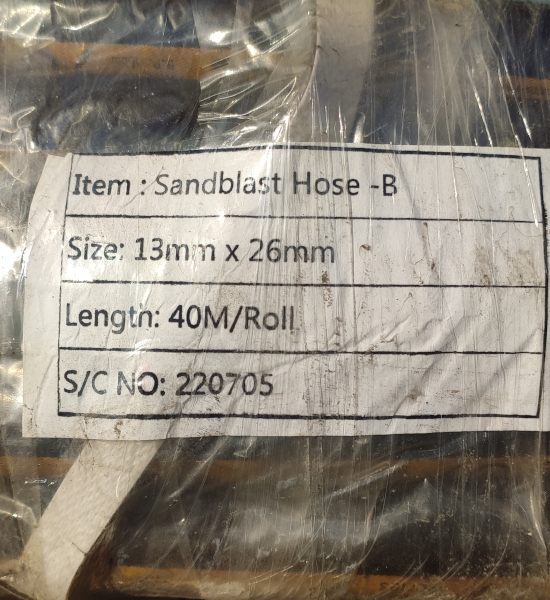 Item : Sandblast Hose -B
Size: 13mm x 26mm
Length: 40M/Roll
S/C NO: 220705